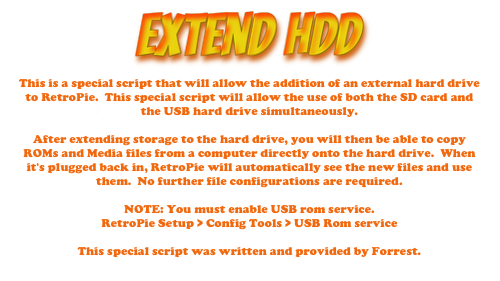 EXTEND HDD
This is a special script that will allow the addition of an external hard drive
to RetroPie. This special script will allow the use of both the SD card and
the USB hard drive simultaneously.
After extending storage to the hard drive, you will then be able to copy
ROMs and Media files from a computer directly onto the hard drive. When
it's plugged back in, RetroPie will automatically see the new files and use
them. No further file configurations are required.
NOTE: You must enable USB rom service.
RetroPie Setup > Config Tools > USB Rom service
This special script was written and provided by Forrest.